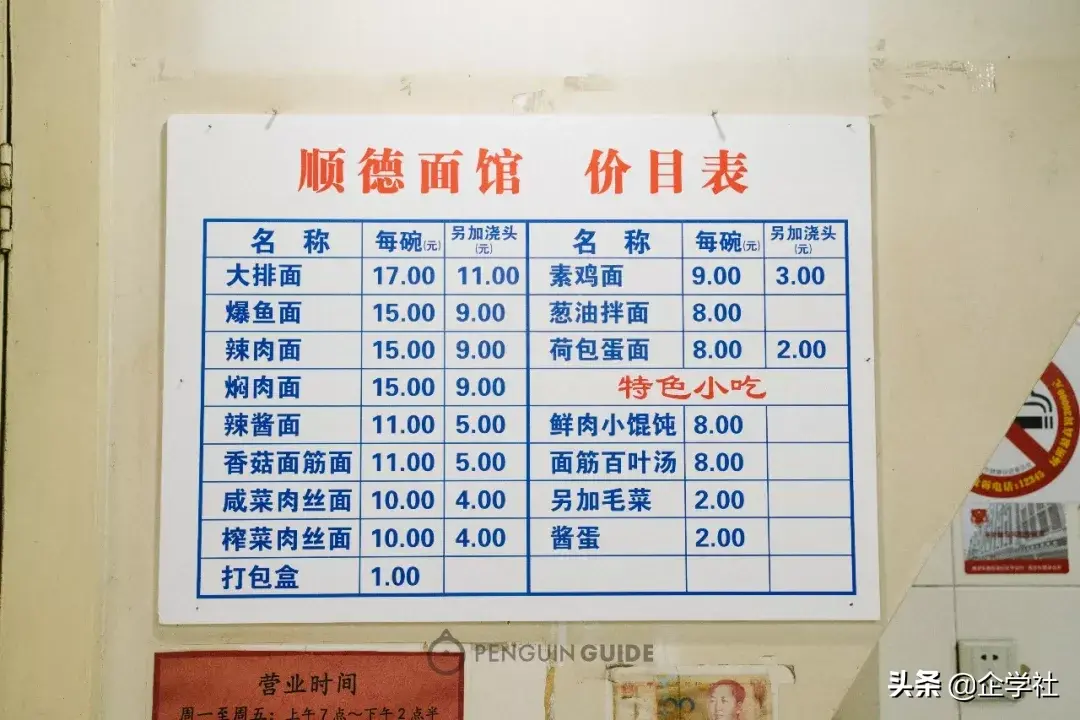 顺德面馆 价目表
名 称 每碗(元) 另加浇头(元) 名 称 每碗(元) 另加浇头(元)
大排面 17.00 11.00 素鸡面 9.00 3.00
爆鱼面 15.00 9.00 葱油拌面 8.00
辣肉面 15.00 9.00 荷包蛋面 8.00 2.00
焖肉面 15.00 9.00 特色小吃
辣酱面 11.00 5.00 鲜肉小馄饨 8.00
香菇面筋面 11.00 5.00 面筋百叶汤 8.00
咸菜肉丝面 10.00 4.00 另加毛菜 2.00
榨菜肉丝面 10.00 4.00 酱蛋 2.00
打包盒 1.00
PENGUIN GUIDE
营业时间
周一至周五：上午7点～下午2点半
电话:12345
头条 @企学社